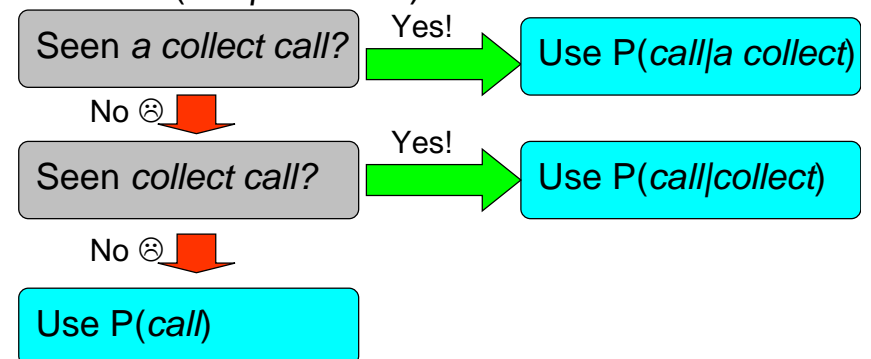 Seen a collect call?
Yes!
Use P(call|a collect)
No ☹
Seen collect call?
Yes!
Use P(call|collect)
No ☹
Use P(call)